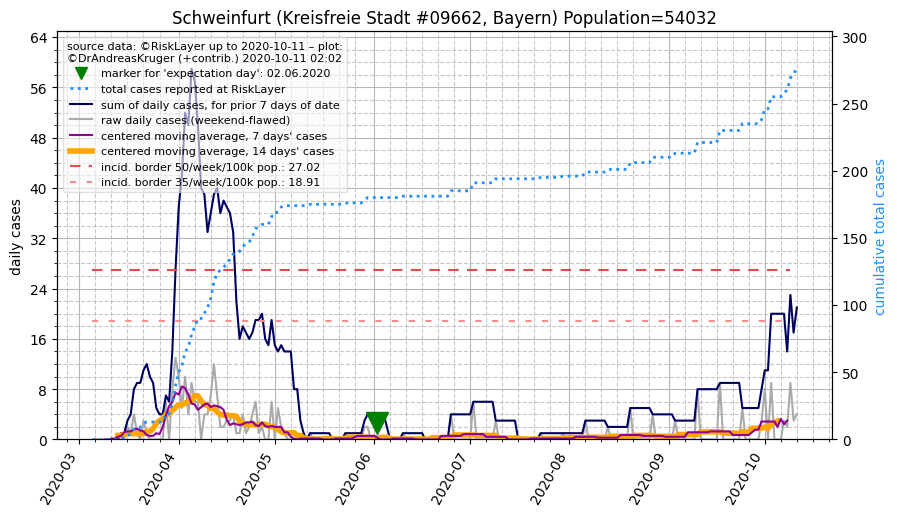 Schweinfurt (Kreisfreie Stadt #09662, Bayern) Population=54032
source data: ©RiskLayer up to 2020-10-11 – plot:
©DrAndreasKruger (+contrib.) 2020-10-11 02:02
marker for 'expectation day': 02.06.2020
total cases reported at RiskLayer
sum of daily cases, for prior 7 days of date
raw daily cases (weekend-flawed)
centered moving average, 7 days' cases
centered moving average, 14 days' cases
incid. border 50/week/100k pop.: 27.02
incid. border 35/week/100k pop.: 18.91
daily cases
64
56
48
40
32
24
16
8
0
cumulative total cases
300
250
200
150
100
50
0
2020-03
2020-04
2020-05
2020-06
2020-07
2020-08
2020-09
2020-10